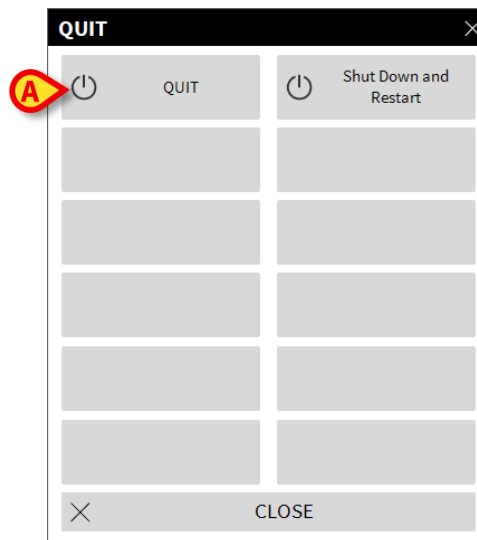 QUIT
A
QUIT
Shut Down and
Restart
CLOSE